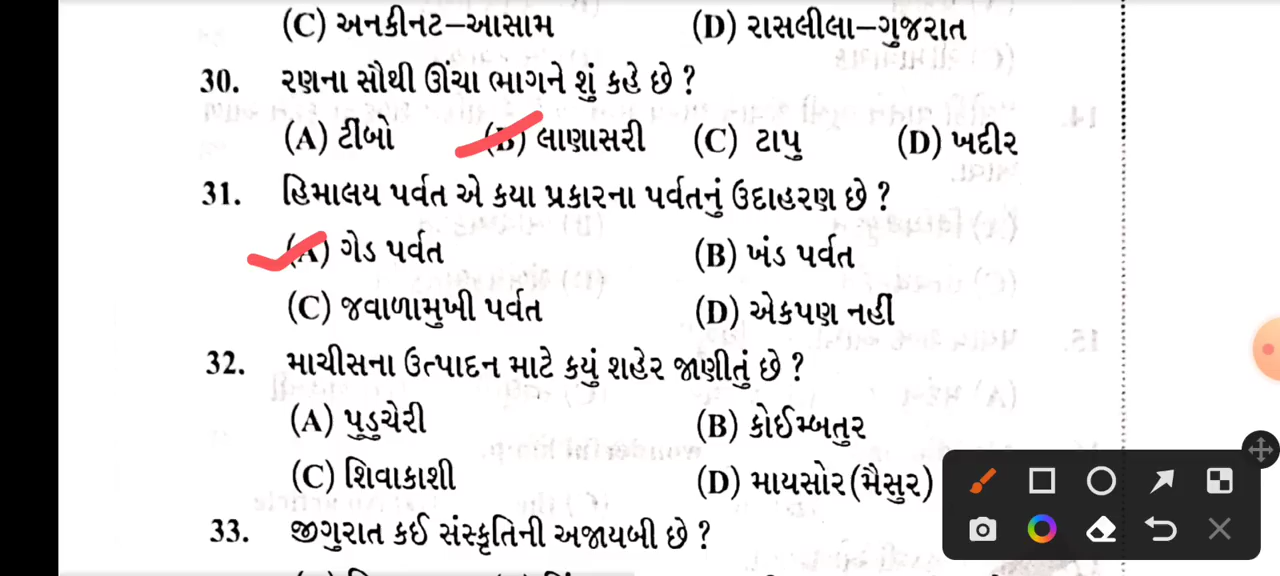 (C) અનકીનટ–આસામ (D) રાસલીલા–ગુજરાત
30. રણના સૌથી ઊંચા ભાગને શું કહે છે ?
(A) ટીંબો (B) લાણાસરી (C) ટાપુ (D) ખદીર
31. હિમાલય પર્વત એ કયા પ્રકારના પર્વતનું ઉદાહરણ છે ?
(A) ગેડ પર્વત (B) ખંડ પર્વત
(C) જવાળામુખી પર્વત (D) એકપણ નહીં
32. માચીસના ઉત્પાદન માટે કયું શહેર જાણીતું છે ?
(A) પુડુચેરી (B) કોઈમ્બતુર
(C) શિવાકાશી (D) માયસોર (મૈસુર)
33. જીગુરાત કઈ સંસ્કૃતિની અજાયબી છે ?